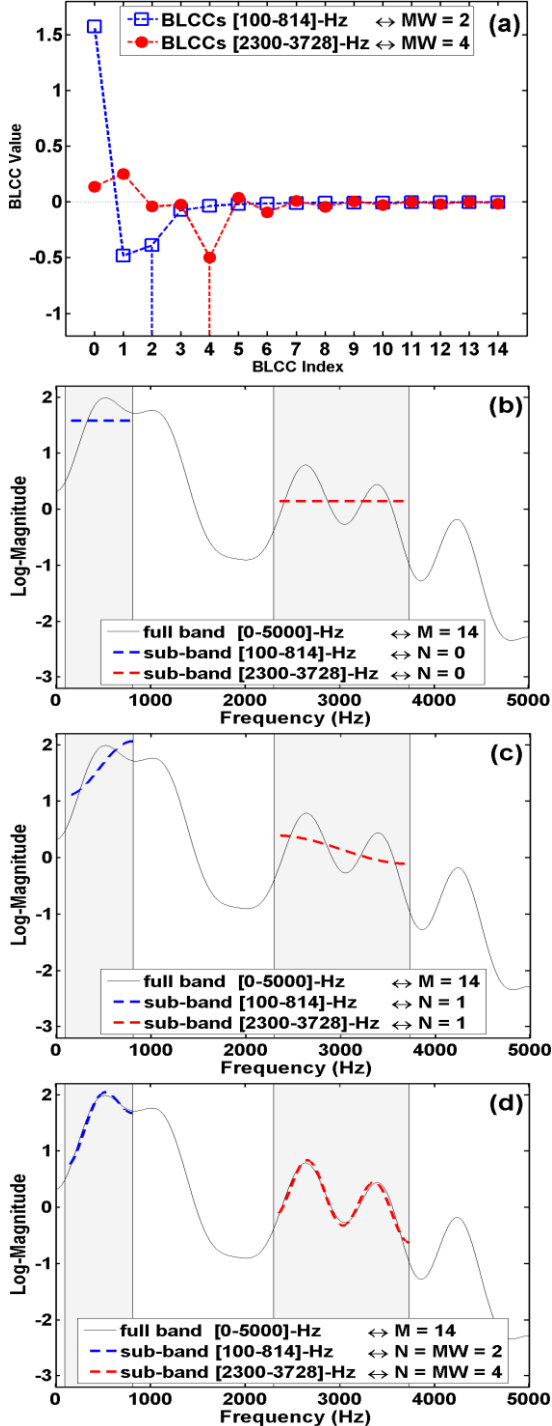 BLCCs [100-814]-Hz ↔ MW = 2
(a)
BLCCs [2300-3728]-Hz ↔ MW = 4
1.5
1
0.5
0
-0.5
-1
BLCC Value
0 1 2 3 4 5 6 7 8 9 10 11 12 13 14
BLCC Index
(b)
2
1
0
-1
-2
-3
Log-Magnitude
full band [0-5000]-Hz ↔ M = 14
sub-band [100-814]-Hz ↔ N = 0
sub-band [2300-3728]-Hz ↔ N = 0
0 1000 2000 3000 4000 5000
Frequency (Hz)
(c)
2
1
0
-1
-2
-3
Log-Magnitude
full band [0-5000]-Hz ↔ M = 14
sub-band [100-814]-Hz ↔ N = 1
sub-band [2300-3728]-Hz ↔ N = 1
0 1000 2000 3000 4000 5000
Frequency (Hz)
(d)
2
1
0
-1
-2
-3
Log-Magnitude
full band [0-5000]-Hz ↔ M = 14
sub-band [100-814]-Hz ↔ N = MW = 2
sub-band [2300-3728]-Hz ↔ N = MW = 4
0 1000 2000 3000 4000 5000
Frequency (Hz)